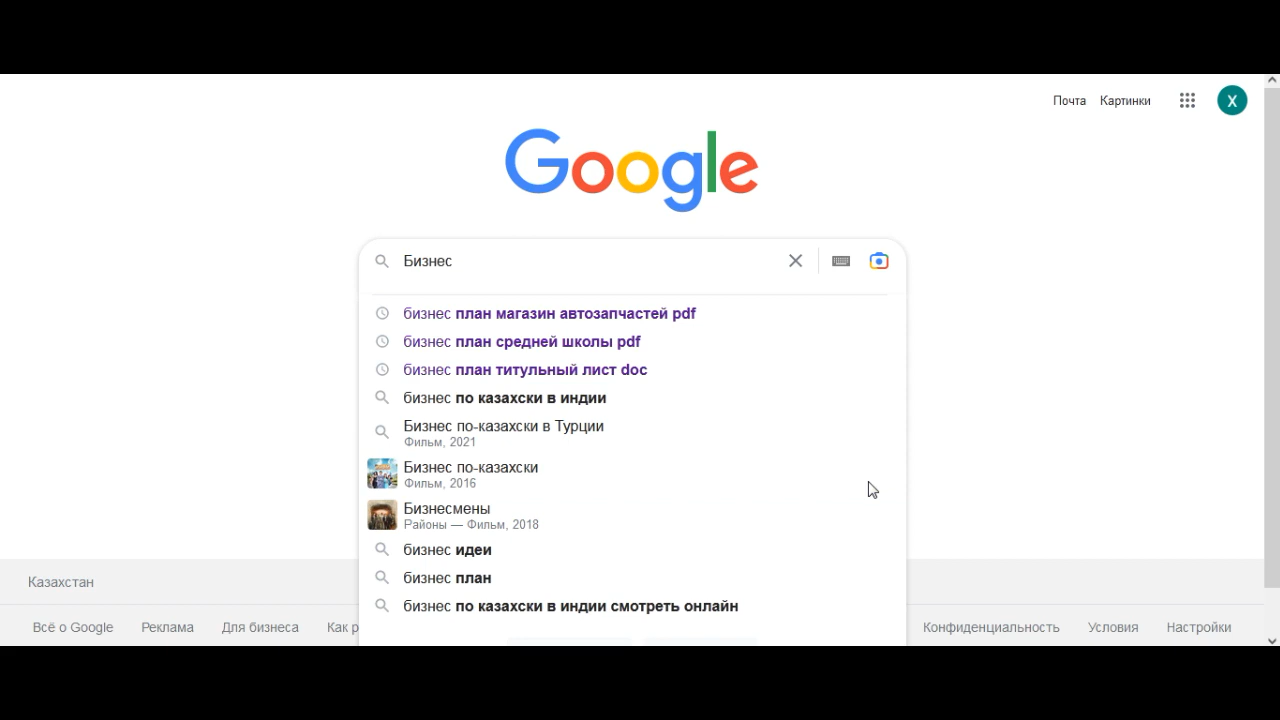 Почта Картинки X
Google
Бизнес
бизнес план магазин автозапчастей pdf
бизнес план средней школы pdf
бизнес план титульный лист doc
бизнес по казахски в индии
Бизнес по-казахски в Турции
Фильм, 2021
Бизнес по-казахски
Фильм, 2016
Бизнесмены
Районы — Фильм, 2018
бизнес идеи
Казахстан
бизнес план
бизнес по казахски в индии смотреть онлайн
Всё о Google Реклама Для бизнеса Как р Конфиденциальность Условия Настройки